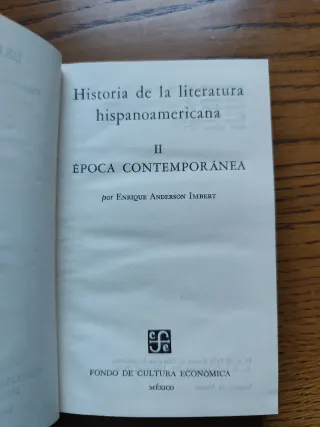 Historia de la literatura
hispanoamericana
II
ÉPOCA CONTEMPORÁNEA
por Enrique Anderson Imbert
FONDO DE CULTURA ECONÓMICA
MÉXICO